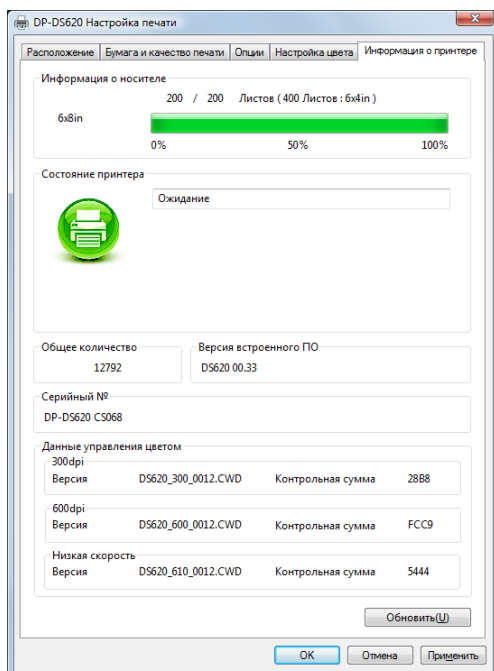 DP-DS620 Настройка печати
Расположение Бумага и качество печати Опции Настройка цвета Информация о принтере
Информация о носителе
200 / 200 Листов ( 400 Листов : 6x4in )
6x8in
0% 50% 100%
Состояние принтера
Ожидание
Общее количество
12792
Версия встроенного ПО
DS620 00.33
Серийный №
DP-DS620 CS068
Данные управления цветом
300dpi
Версия DS620_300_0012.CWD Контрольная сумма 28B8
600dpi
Версия DS620_600_0012.CWD Контрольная сумма FCC9
Низкая скорость
Версия DS620_610_0012.CWD Контрольная сумма 5444
Обновить(U)
OK Отмена Применить